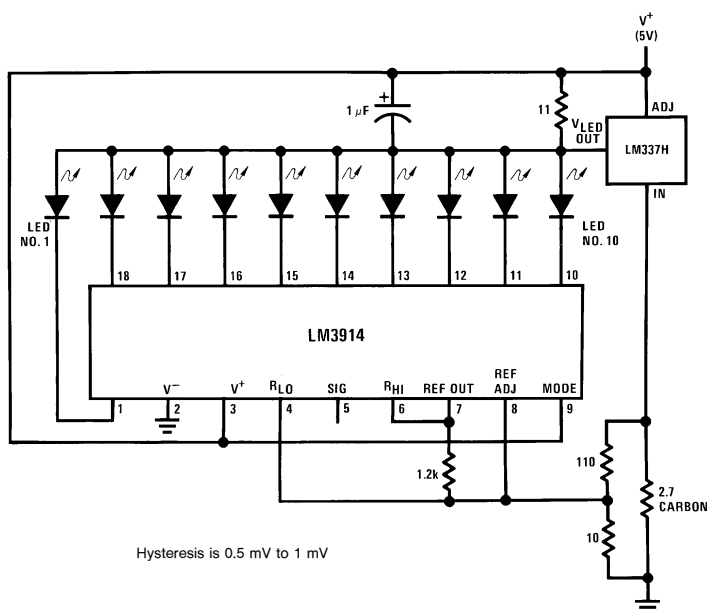 V+
(5V)
1 μF
+
11
VLED
OUT
ADJ
LM337H
IN
LED
NO. 1
LED
NO. 10
18
17
16
15
14
13
12
11
10
LM3914
V−
V+
RLO
SIG
RHI
REF OUT
REF
ADJ
MODE
1
2
3
4
5
6
7
8
9
1.2k
110
10
2.7
CARBON
Hysteresis is 0.5 mV to 1 mV